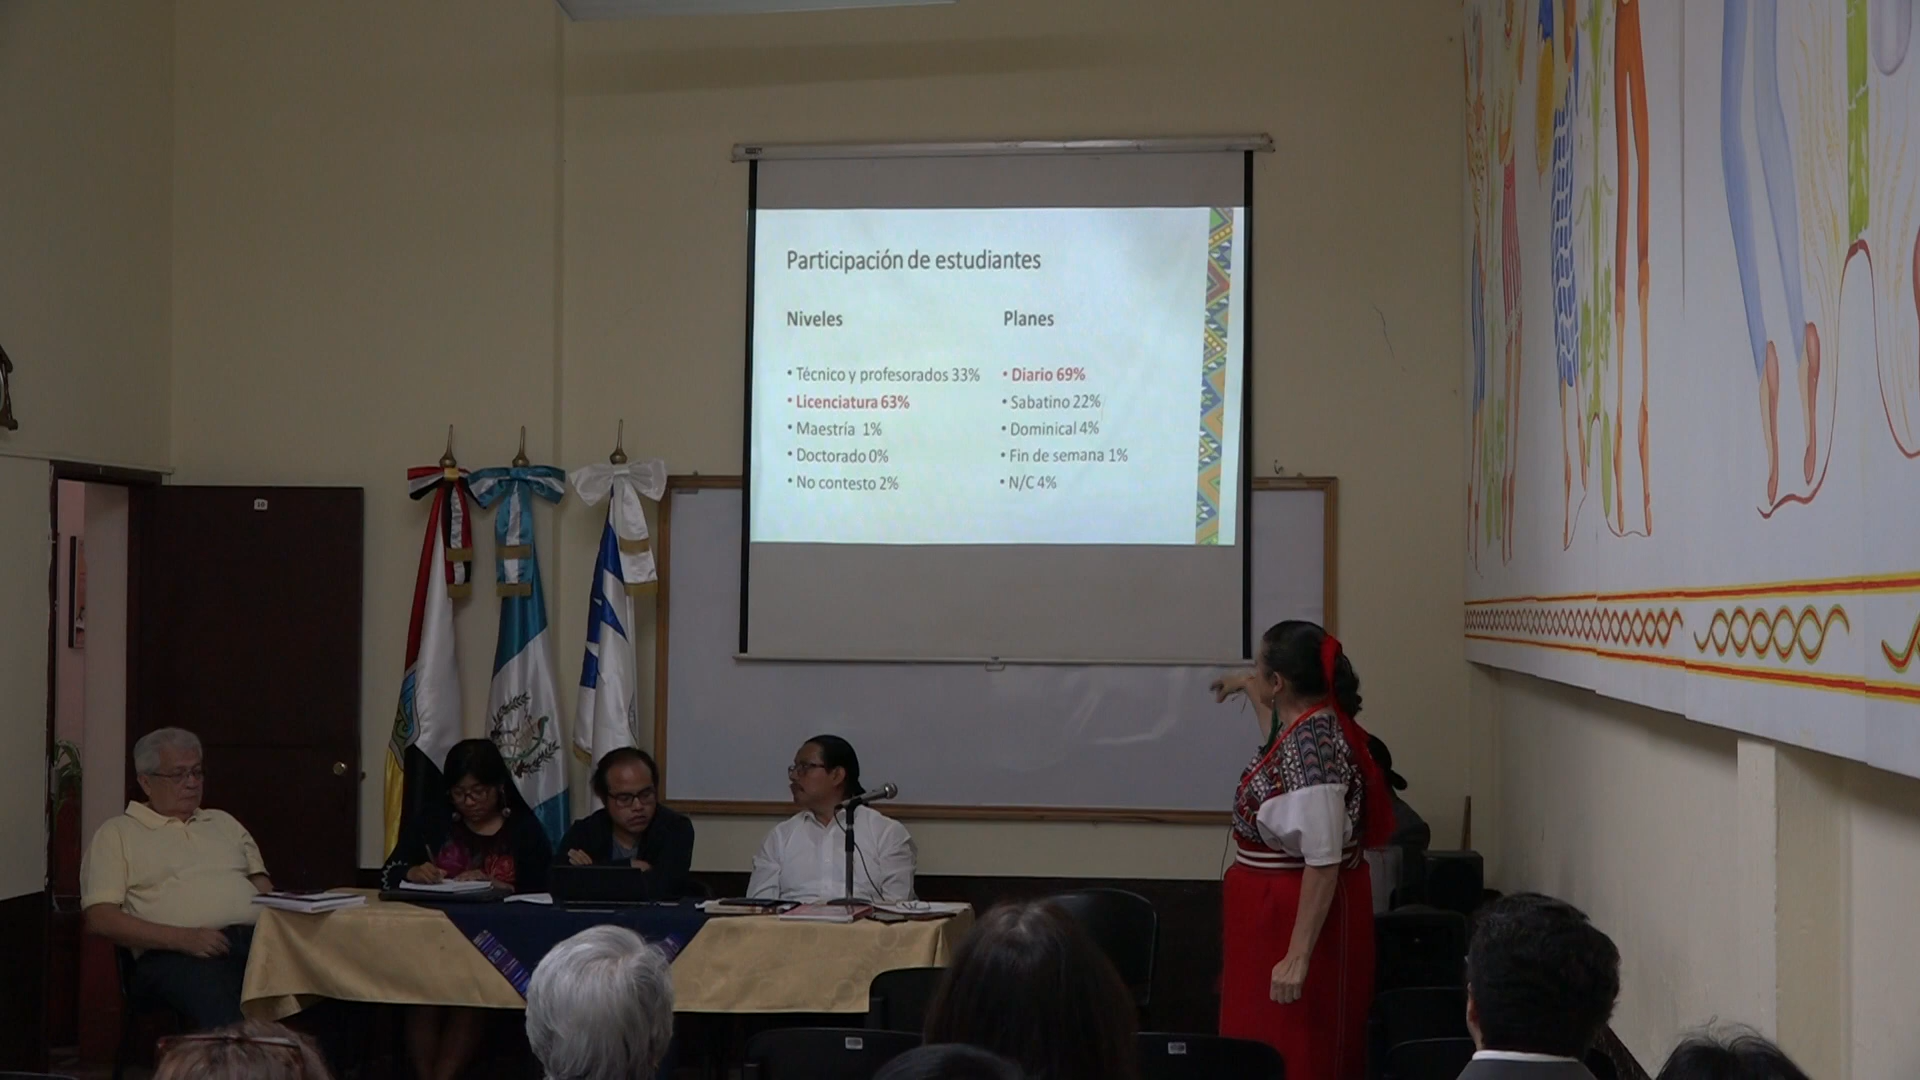 Participación de estudiantes
Niveles
• Técnico y profesorados 33%
• Licenciatura 63%
• Maestría 1%
• Doctorado 0%
• No contesto 2%
Planes
• Diario 69%
• Sabatino 22%
• Dominical 4%
• Fin de semana 1%
• N/C 4%
10